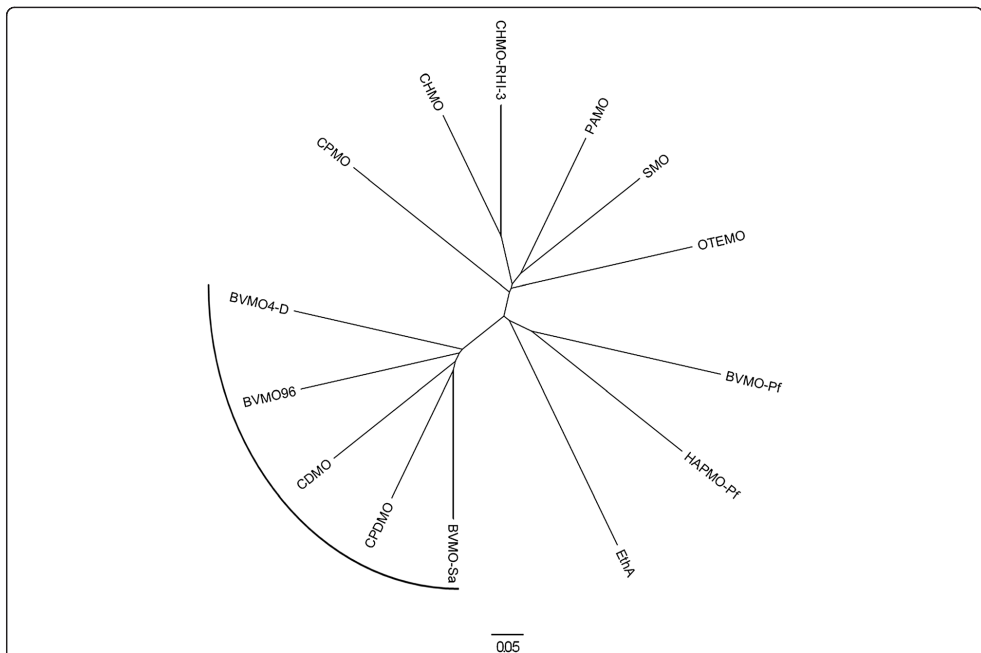 CHMO-RHI-3
CHMO
PAMO
CPMO
SMO
OTEMO
BVMO4-D
BVMO-Pf
BVMO96
CDMO
HAPMO-Pf
CPDMO
BVMO-Sa
EthA
0.05